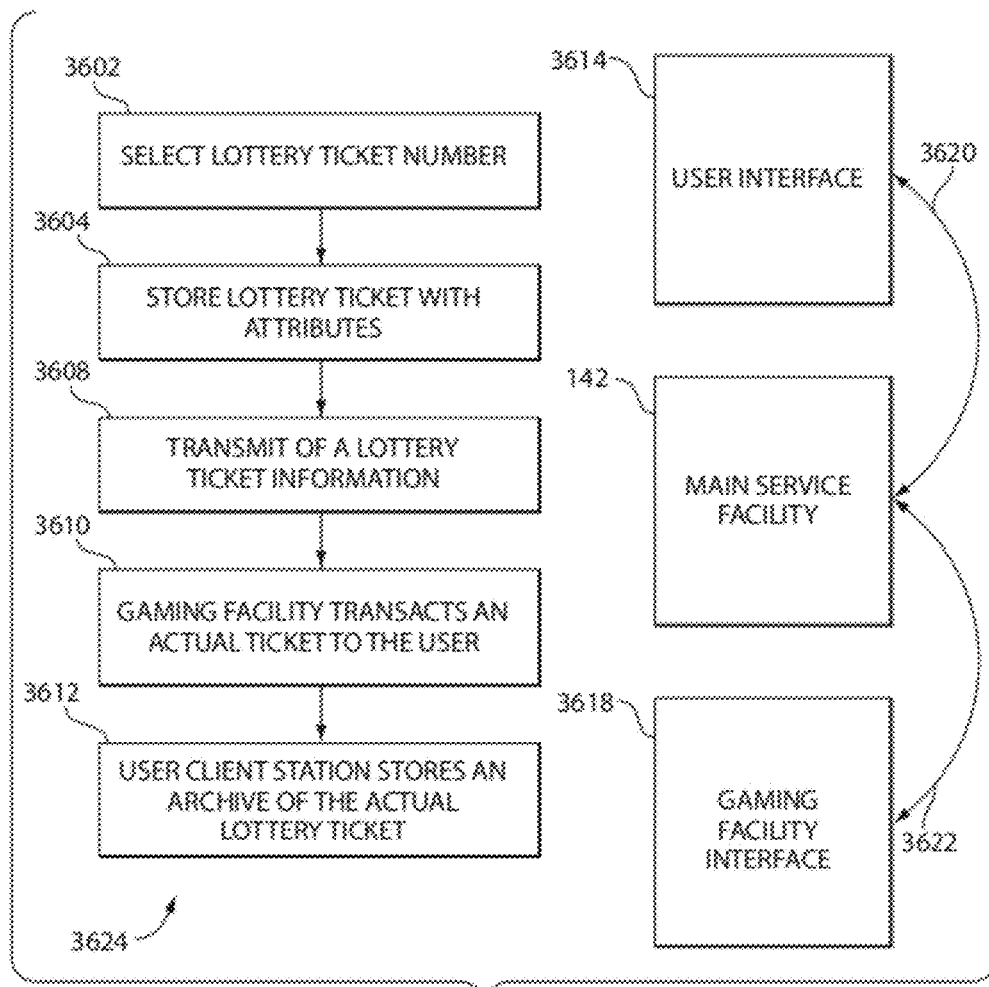 3602
SELECT LOTTERY TICKET NUMBER
3604
STORE LOTTERY TICKET WITH
ATTRIBUTES
3608
TRANSMIT OF A LOTTERY
TICKET INFORMATION
3610
GAMING FACILITY TRANSACTS AN
ACTUAL TICKET TO THE USER
3612
USER CLIENT STATION STORES AN
ARCHIVE OF THE ACTUAL
LOTTERY TICKET
3624
3614
USER INTERFACE
3620
142
MAIN SERVICE
FACILITY
3618
GAMING
FACILITY
INTERFACE
3622